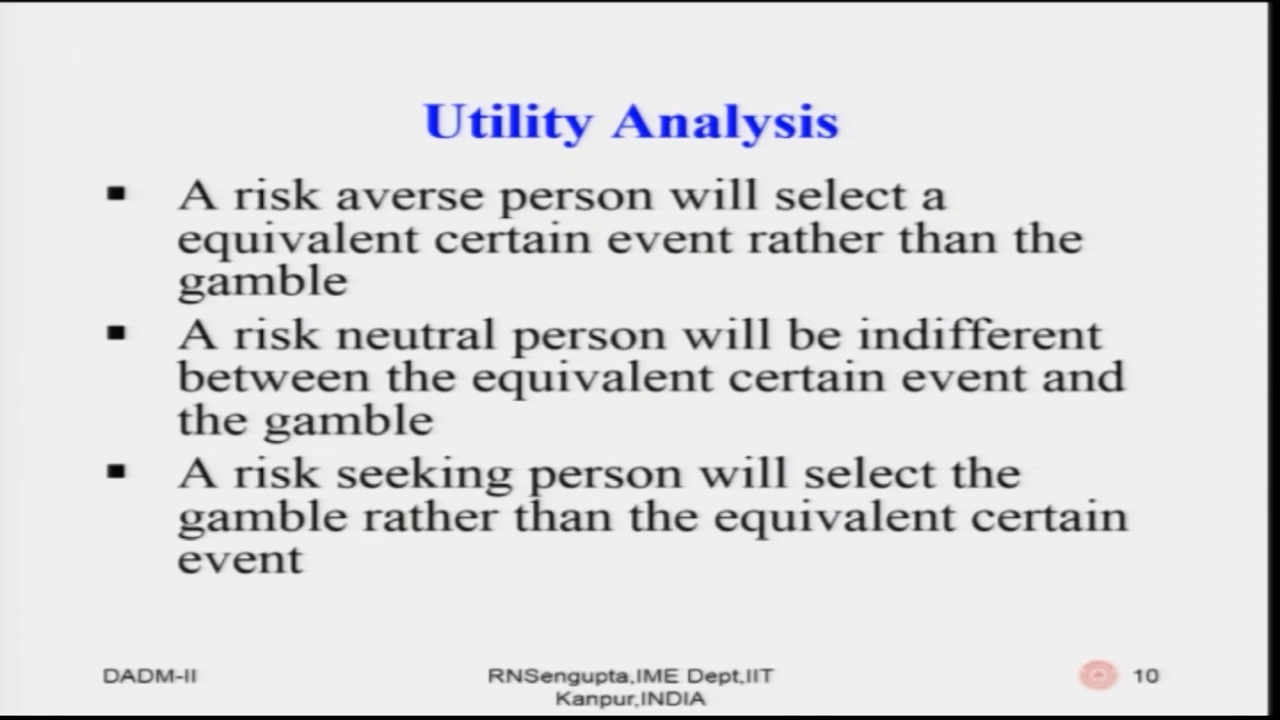 Utility Analysis
▪ A risk averse person will select a
equivalent certain event rather than the
gamble
▪ A risk neutral person will be indifferent
between the equivalent certain event and
the gamble
▪ A risk seeking person will select the
gamble rather than the equivalent certain
event
DADM-II
RNSengupta,IME Dept,IIT
Kanpur,INDIA
10